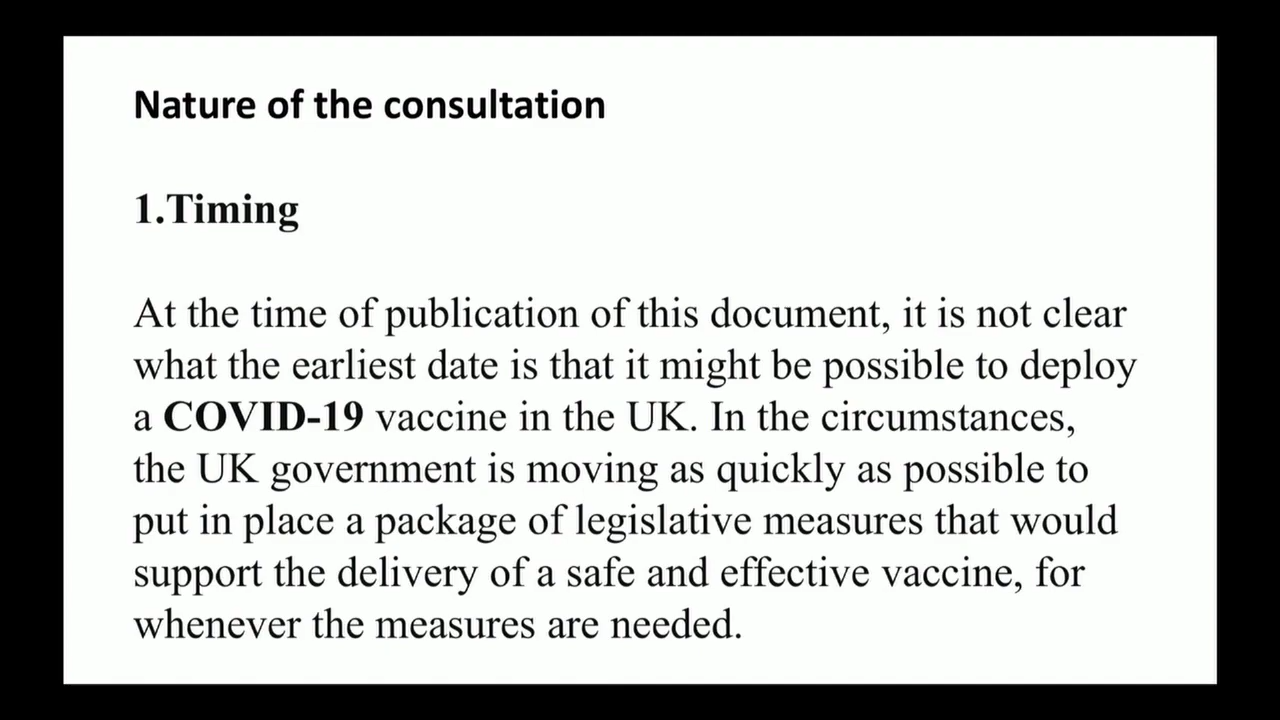 Nature of the consultation
1.Timing
At the time of publication of this document, it is not clear
what the earliest date is that it might be possible to deploy
a COVID-19 vaccine in the UK. In the circumstances,
the UK government is moving as quickly as possible to
put in place a package of legislative measures that would
support the delivery of a safe and effective vaccine, for
whenever the measures are needed.